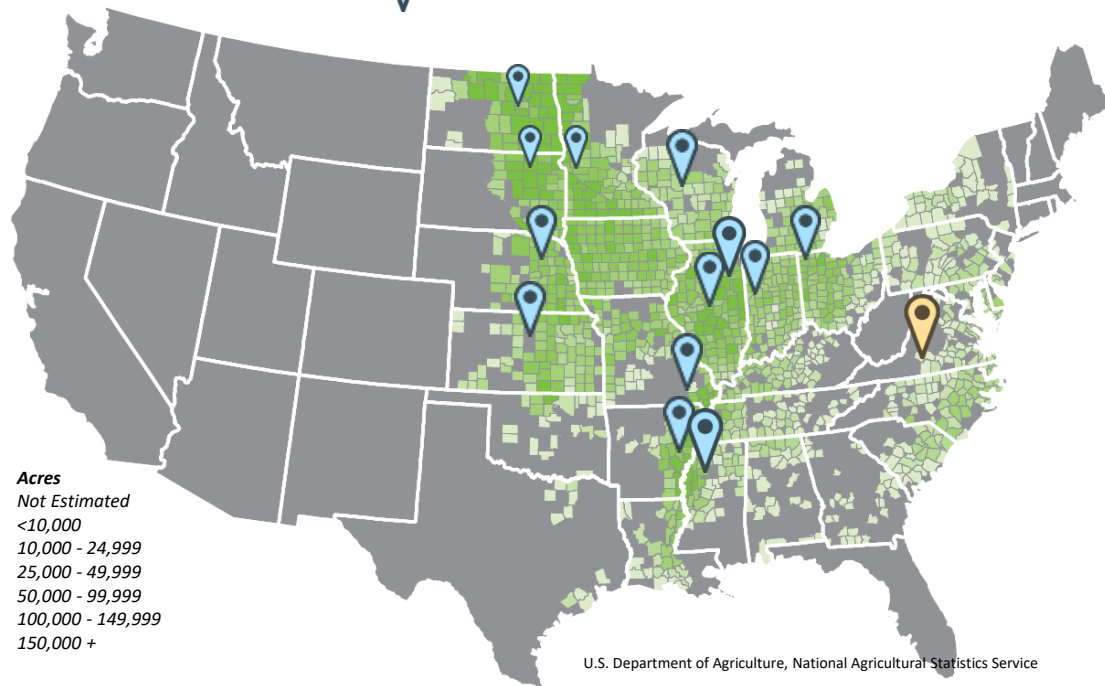 Acres
Not Estimated
<10,000
10,000 - 24,999
25,000 - 49,999
50,000 - 99,999
100,000 - 149,999
150,000 +
U.S. Department of Agriculture, National Agricultural Statistics Service